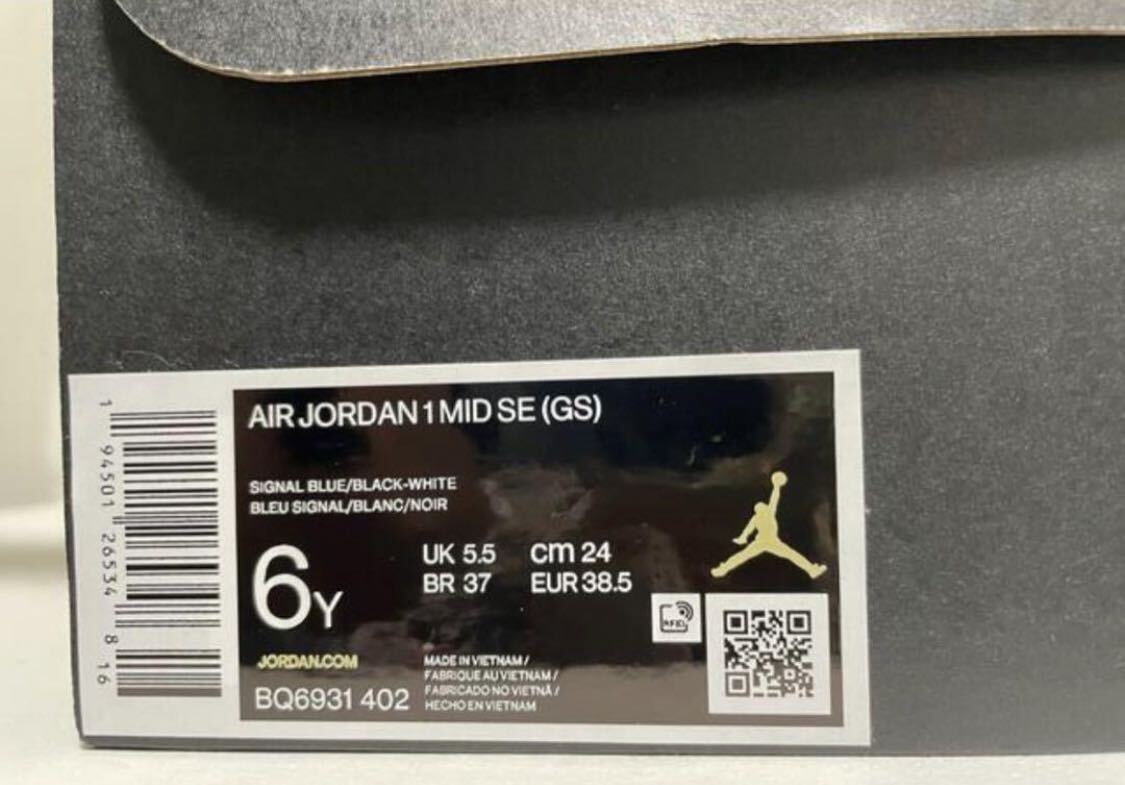 AIR JORDAN 1 MID SE (GS)
SIGNAL BLUE/BLACK-WHITE
BLEU SIGNAL/BLANC/NOIR
6Y
UK 5.5 cm 24
BR 37 EUR 38.5
RFID
JORDAN.COM
BQ6931 402
MADE IN VIETNAM /
FABRIQUE AU VIETNAM /
FABRICADO NO VIETNÃ /
HECHO EN VIETNAM
1 94501 26534 8 16